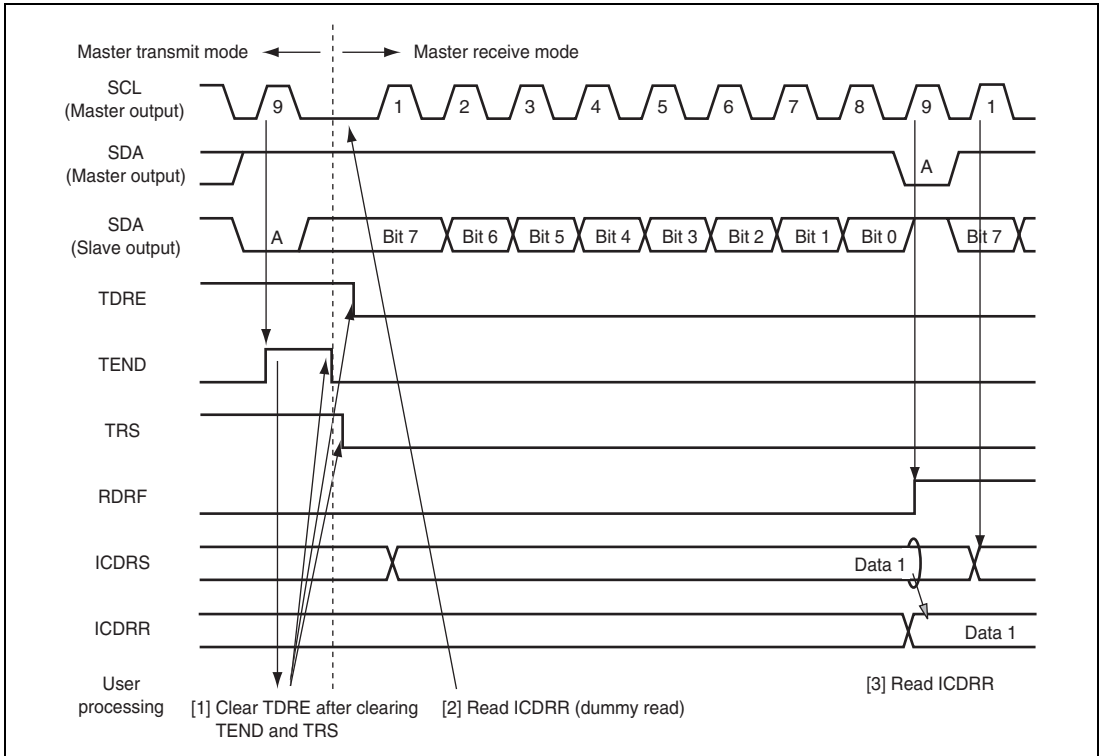 Master transmit mode
Master receive mode
SCL
(Master output)
9
1
2
3
4
5
6
7
8
9
1
SDA
(Master output)
A
SDA
(Slave output)
A
Bit 7
Bit 6
Bit 5
Bit 4
Bit 3
Bit 2
Bit 1
Bit 0
Bit 7
TDRE
TEND
TRS
RDRF
ICDRS
Data 1
ICDRR
Data 1
User
processing
[1] Clear TDRE after clearing
TEND and TRS
[2] Read ICDRR (dummy read)
[3] Read ICDRR